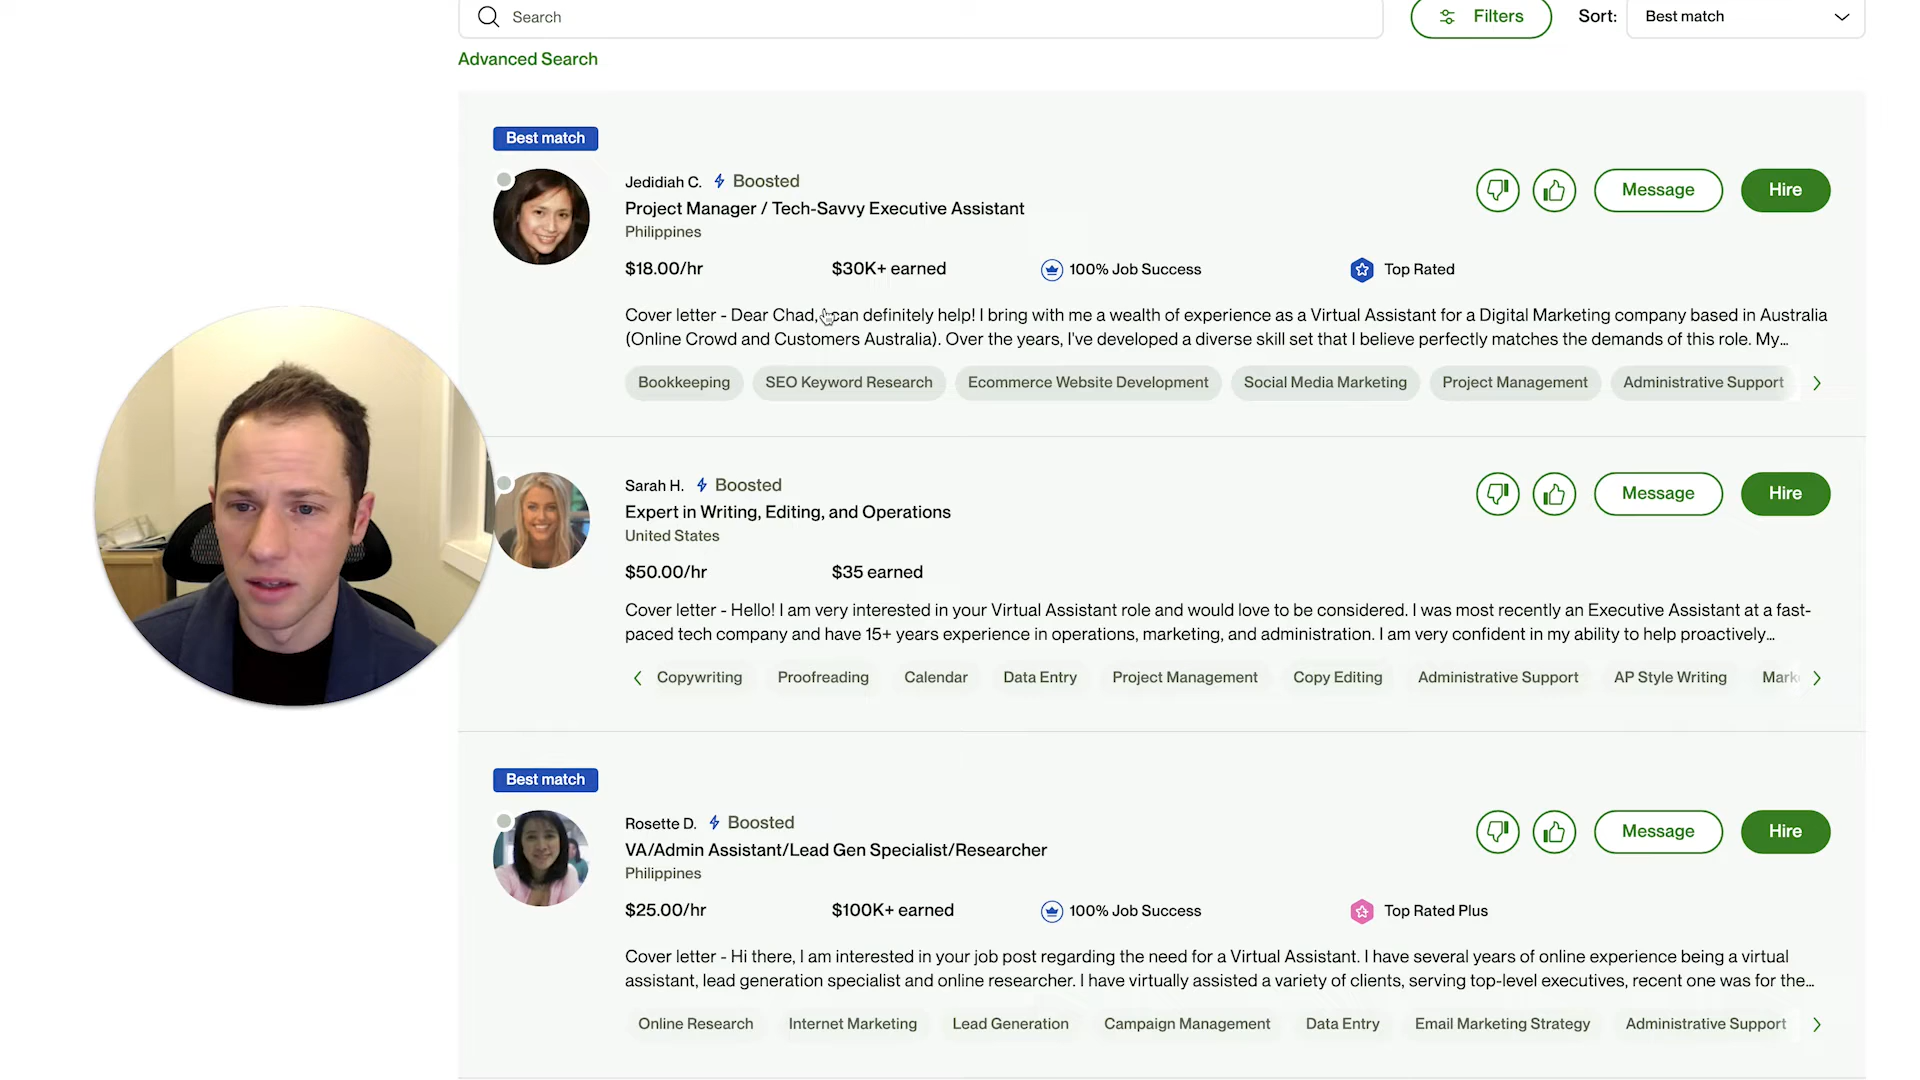 Search
Filters
Sort:
Best match
Advanced Search
Best match
Jedidiah C.
Boosted
Project Manager / Tech-Savvy Executive Assistant
Philippines
Message
Hire
$18.00/hr
$30K+ earned
100% Job Success
Top Rated
Cover letter - Dear Chad, I can definitely help! I bring with me a wealth of experience as a Virtual Assistant for a Digital Marketing company based in Australia
(Online Crowd and Customers Australia). Over the years, I've developed a diverse skill set that I believe perfectly matches the demands of this role. My...
Bookkeeping
SEO Keyword Research
Ecommerce Website Development
Social Media Marketing
Project Management
Administrative Support
Sarah H.
Boosted
Expert in Writing, Editing, and Operations
United States
Message
Hire
$50.00/hr
$35 earned
Cover letter - Hello! I am very interested in your Virtual Assistant role and would love to be considered. I was most recently an Executive Assistant at a fast-
paced tech company and have 15+ years experience in operations, marketing, and administration. I am very confident in my ability to help proactively...
Copywriting
Proofreading
Calendar
Data Entry
Project Management
Copy Editing
Administrative Support
AP Style Writing
Mark
Best match
Rosette D.
Boosted
VA/Admin Assistant/Lead Gen Specialist/Researcher
Philippines
Message
Hire
$25.00/hr
$100K+ earned
100% Job Success
Top Rated Plus
Cover letter - Hi there, I am interested in your job post regarding the need for a Virtual Assistant. I have several years of online experience being a virtual
assistant, lead generation specialist and online researcher. I have virtually assisted a variety of clients, serving top-level executives, recent one was for the...
Online Research
Internet Marketing
Lead Generation
Campaign Management
Data Entry
Email Marketing Strategy
Administrative Support